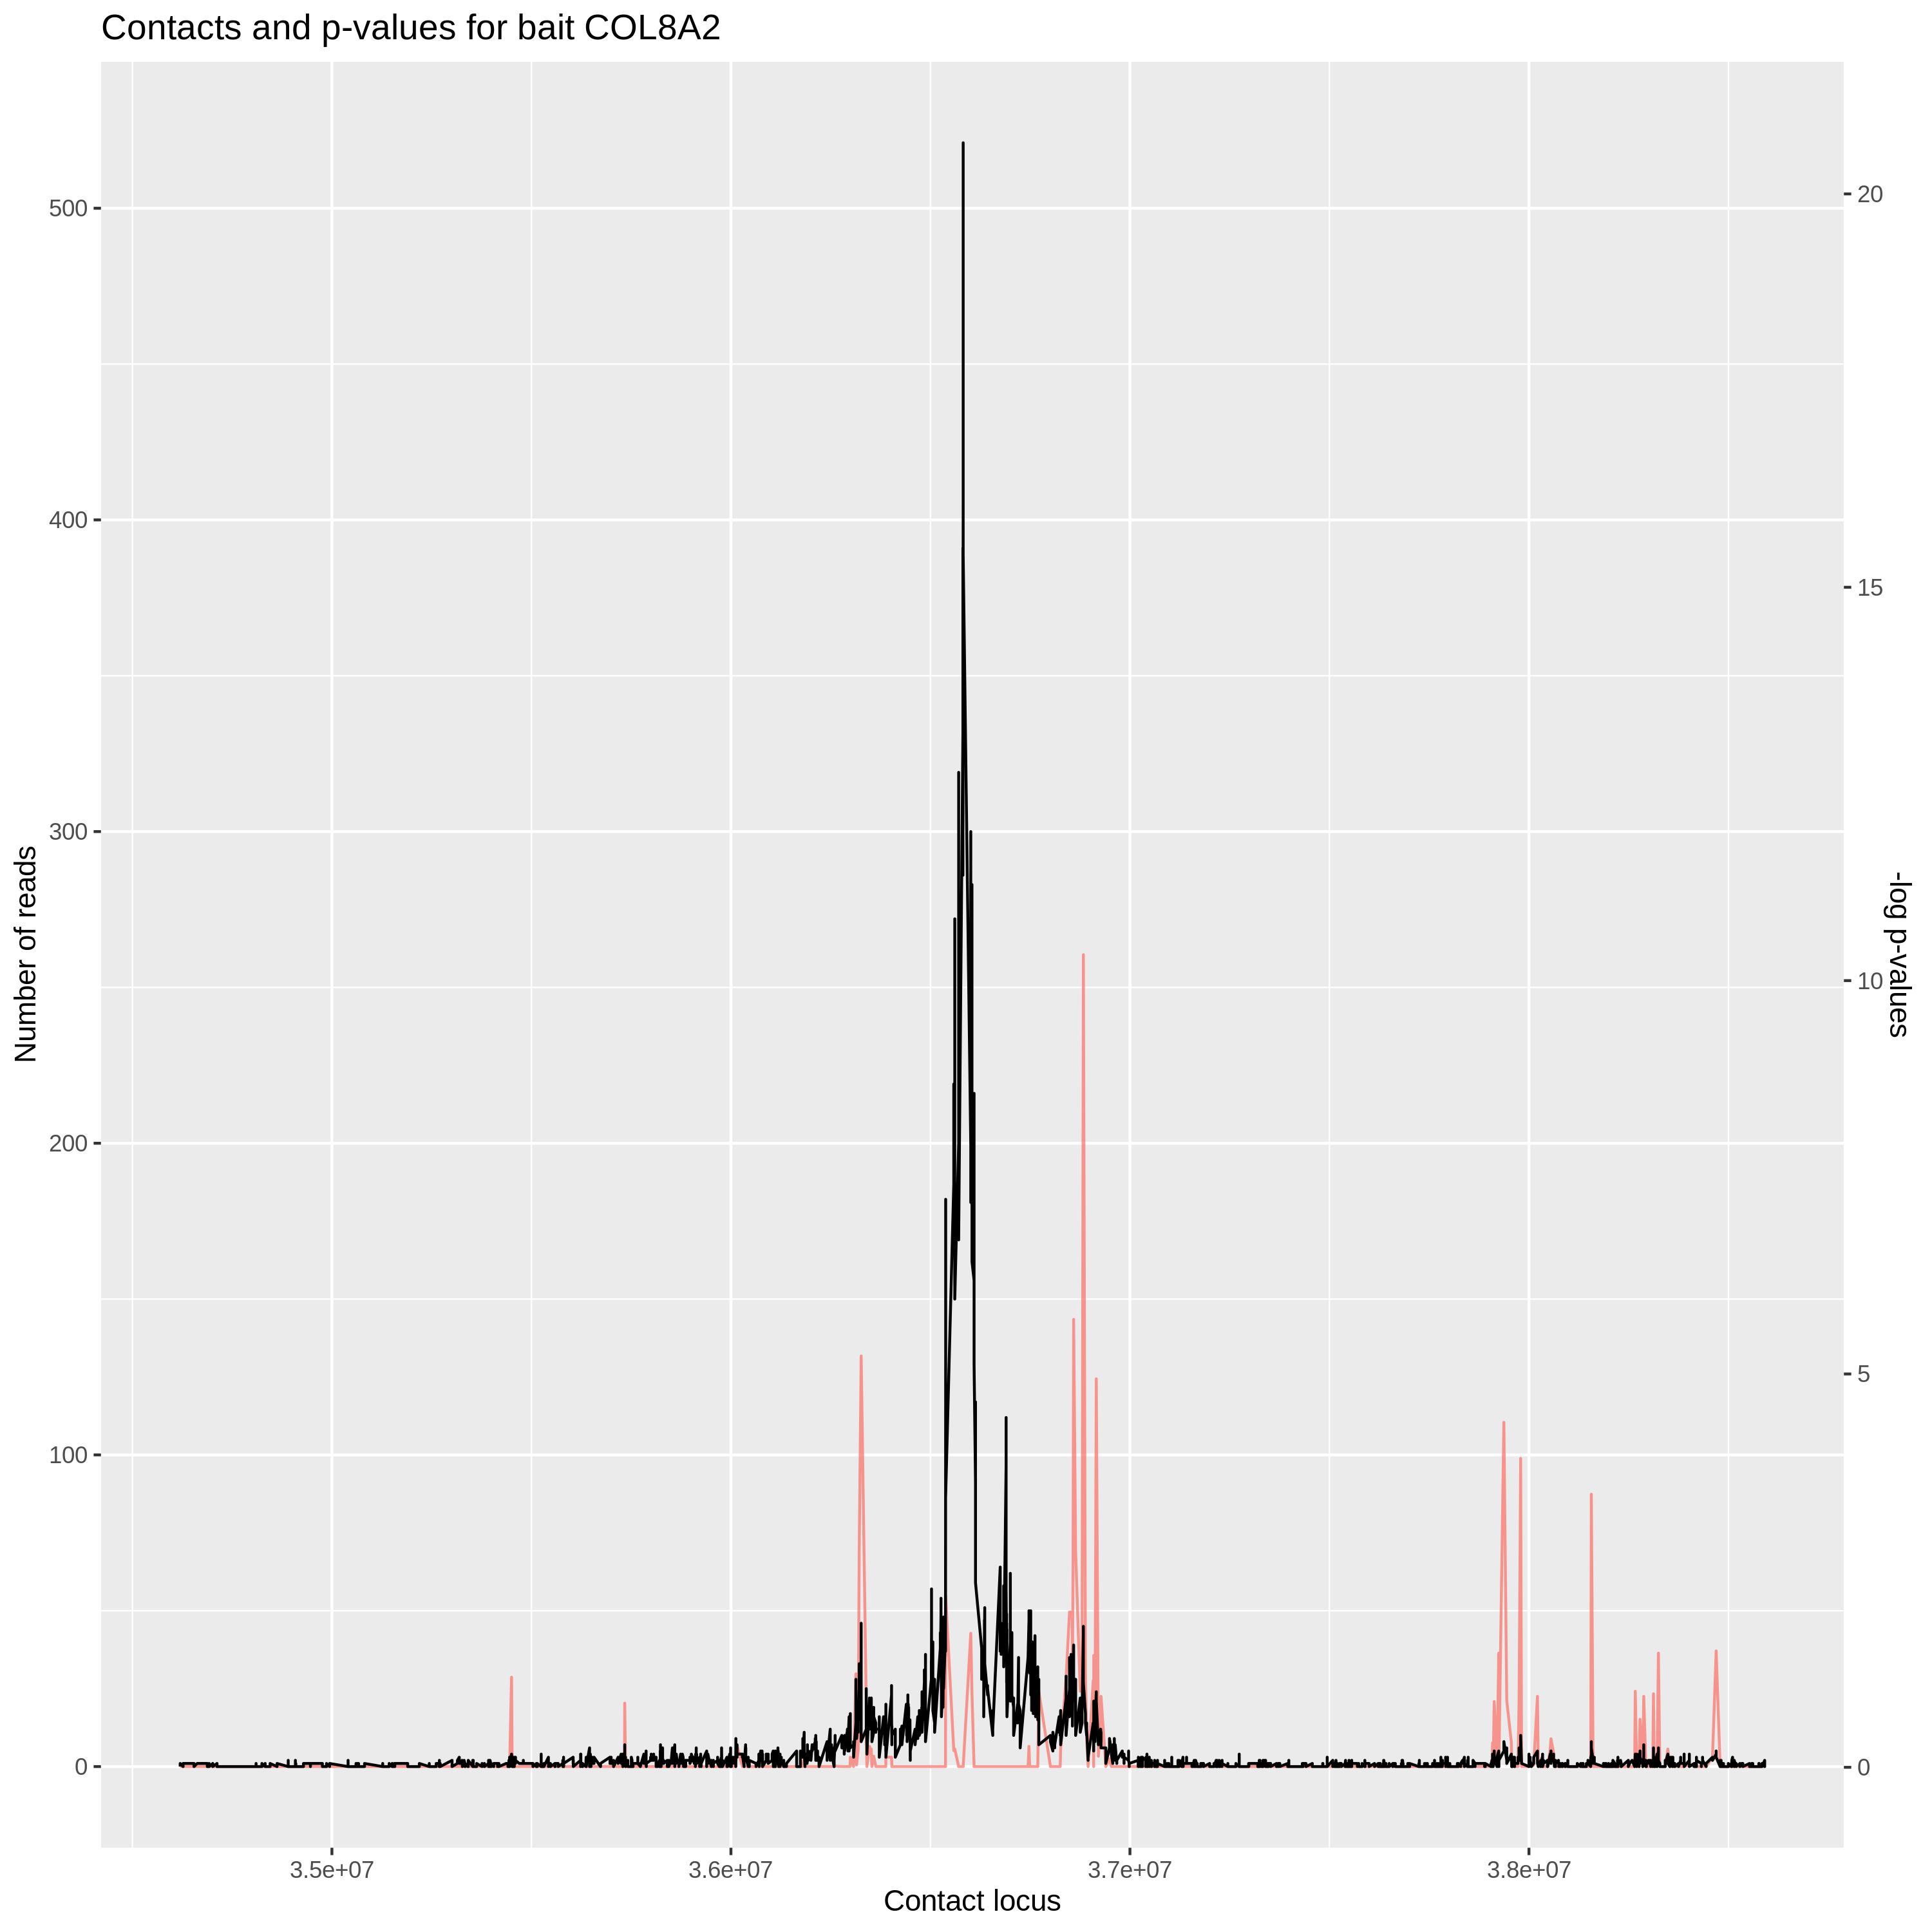 Contacts and p-values for bait COL8A2
Number of reads
500
400
300
200
100
0
20
15
10
5
0
-log p-values
3.5e+07 3.6e+07 3.7e+07 3.8e+07
Contact locus